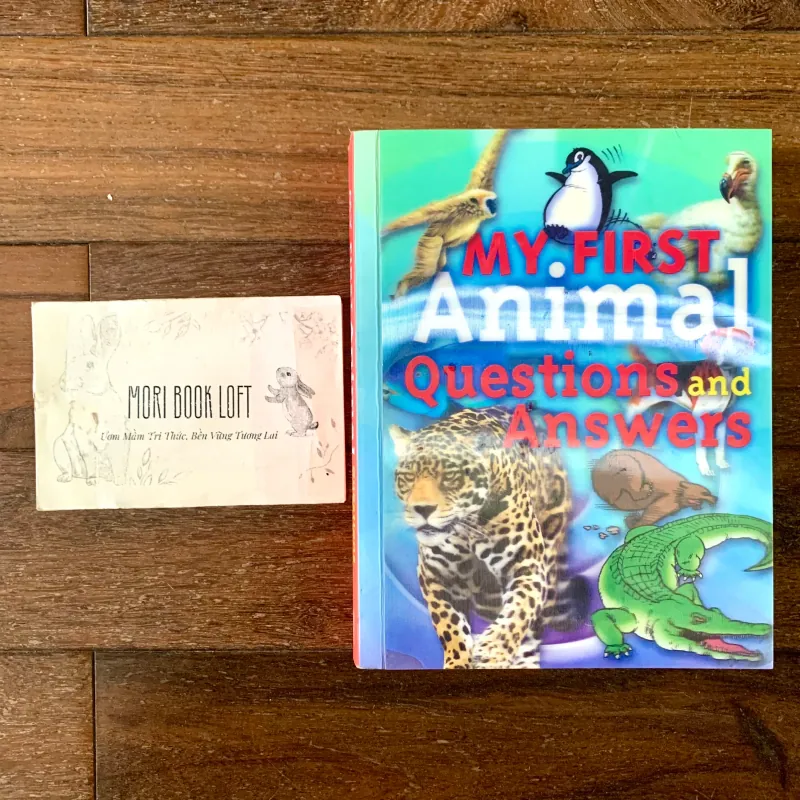 MORI BOOK LOFT
Ươm Mầm Tri Thức, Bền Vững Tương Lai
MY FIRST
Animal
Questions and
Answers